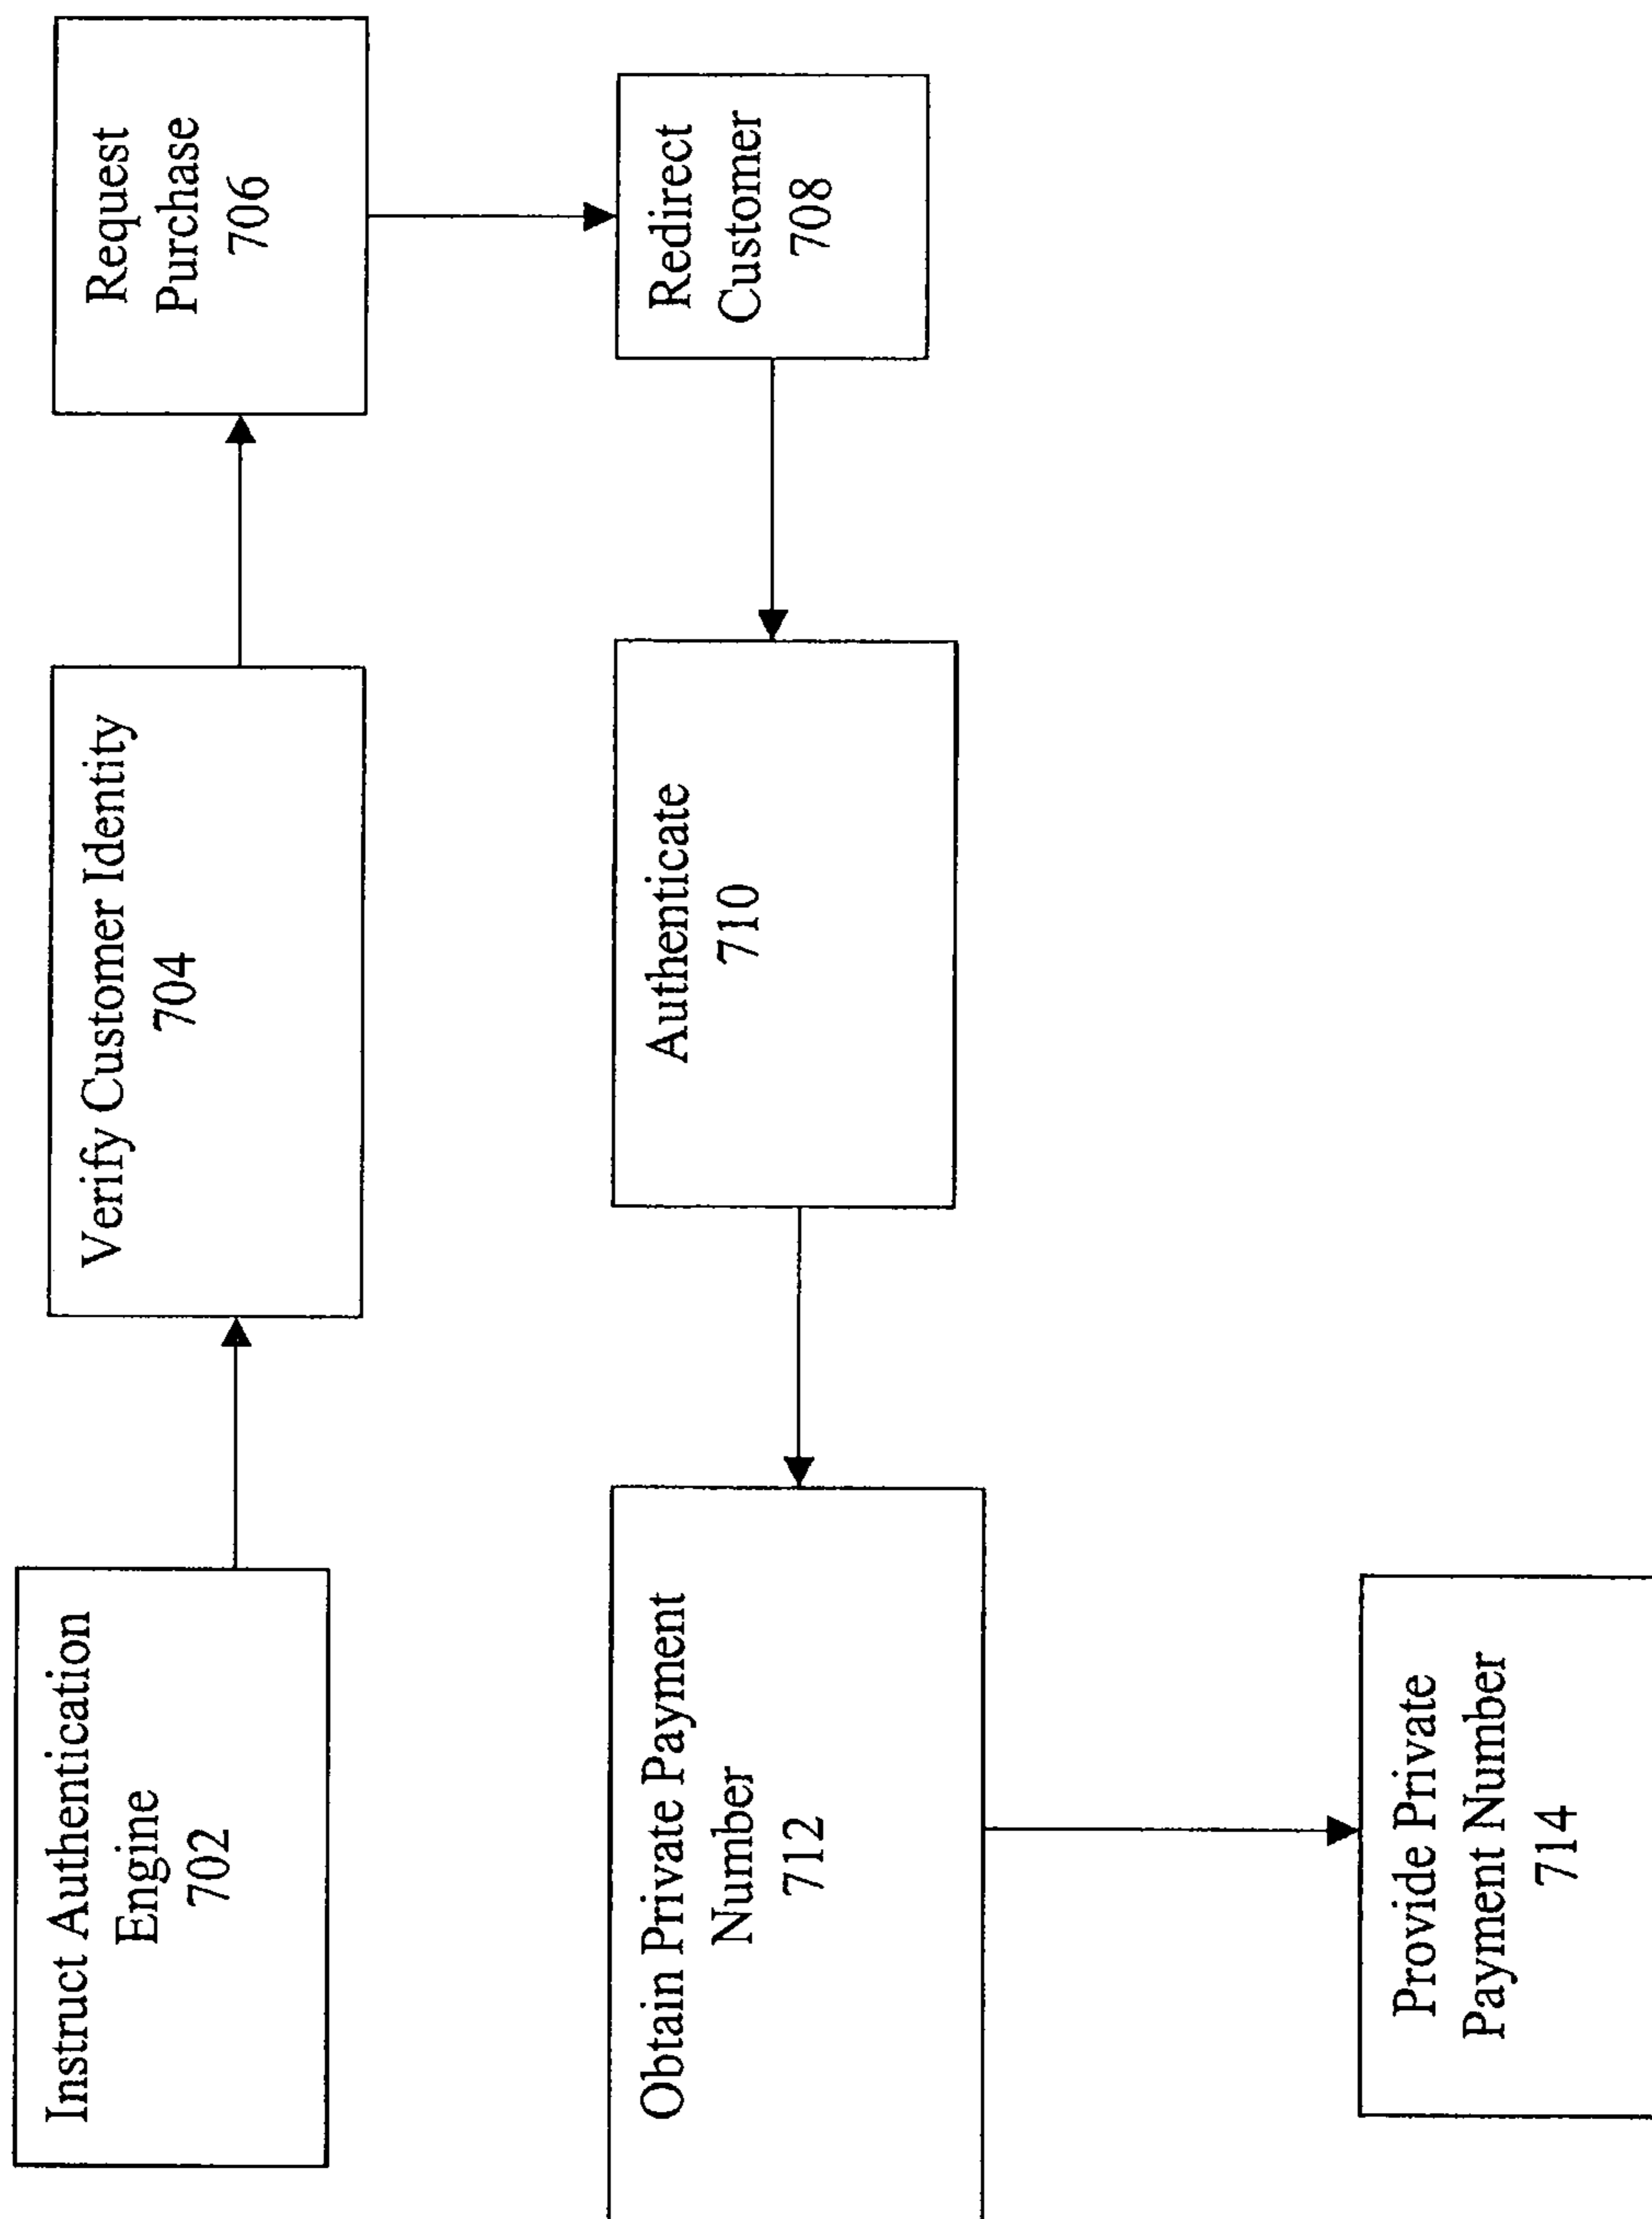 Instruct Authentication
Engine
702
Verify Customer Identity
704
Request
Purchase
706
Redirect
Customer
708
Authenticate
710
Obtain Private Payment
Number
712
Provide Private
Payment Number
714